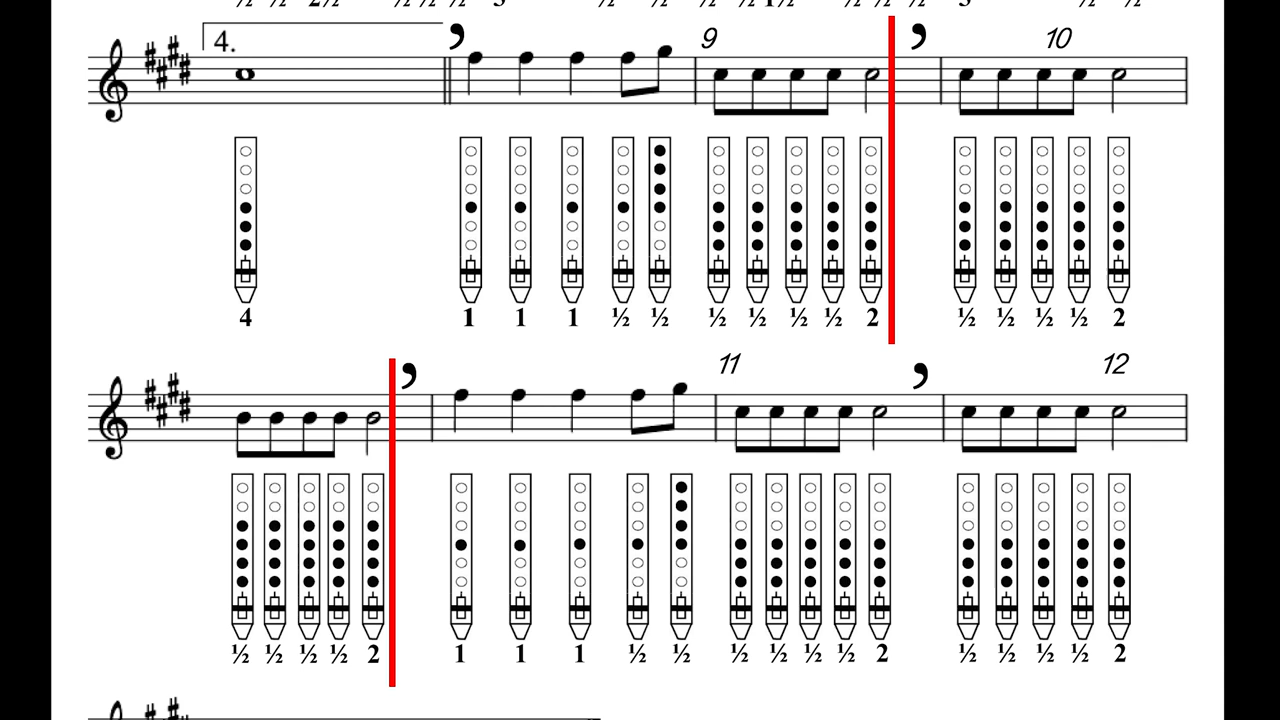 4. 9 10
4 1 1 1 ½ ½ ½ ½ ½ ½ 2 ½ ½ ½ ½ 2
11 12
½ ½ ½ ½ 2 1 1 1 ½ ½ ½ ½ ½ ½ 2 ½ ½ ½ ½ 2